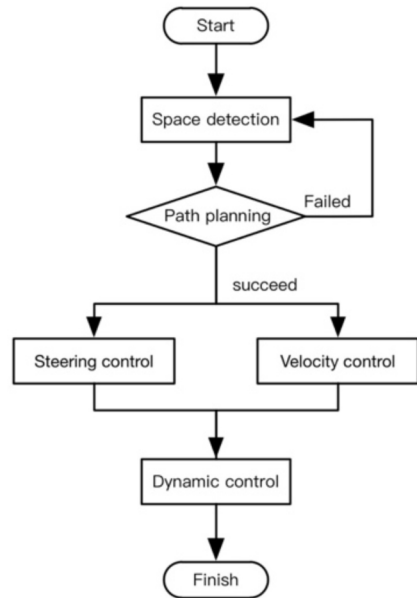 Start
Space detection
Path planning
Failed
succeed
Steering control
Velocity control
Dynamic control
Finish